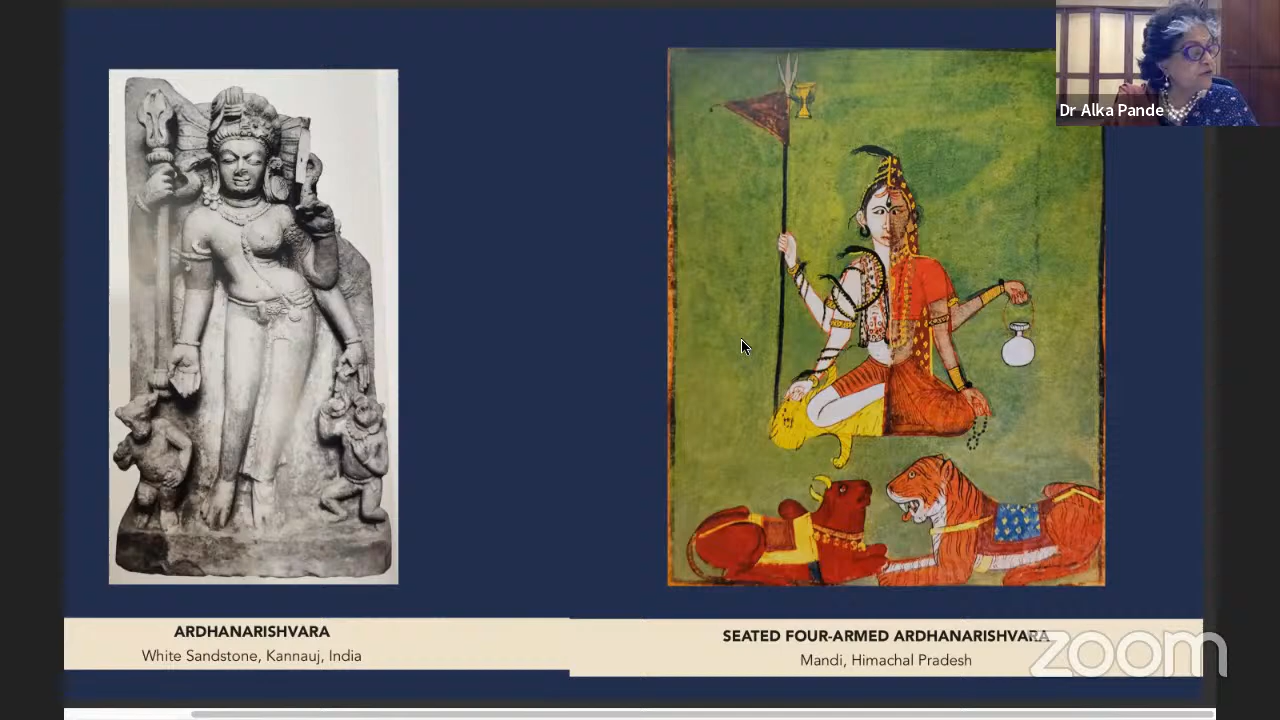 Dr Alka Pande
ARDHANARISHVARA
White Sandstone, Kannauj, India
SEATED FOUR-ARMED ARDHANARISHVARA
Mandi, Himachal Pradesh
zoom